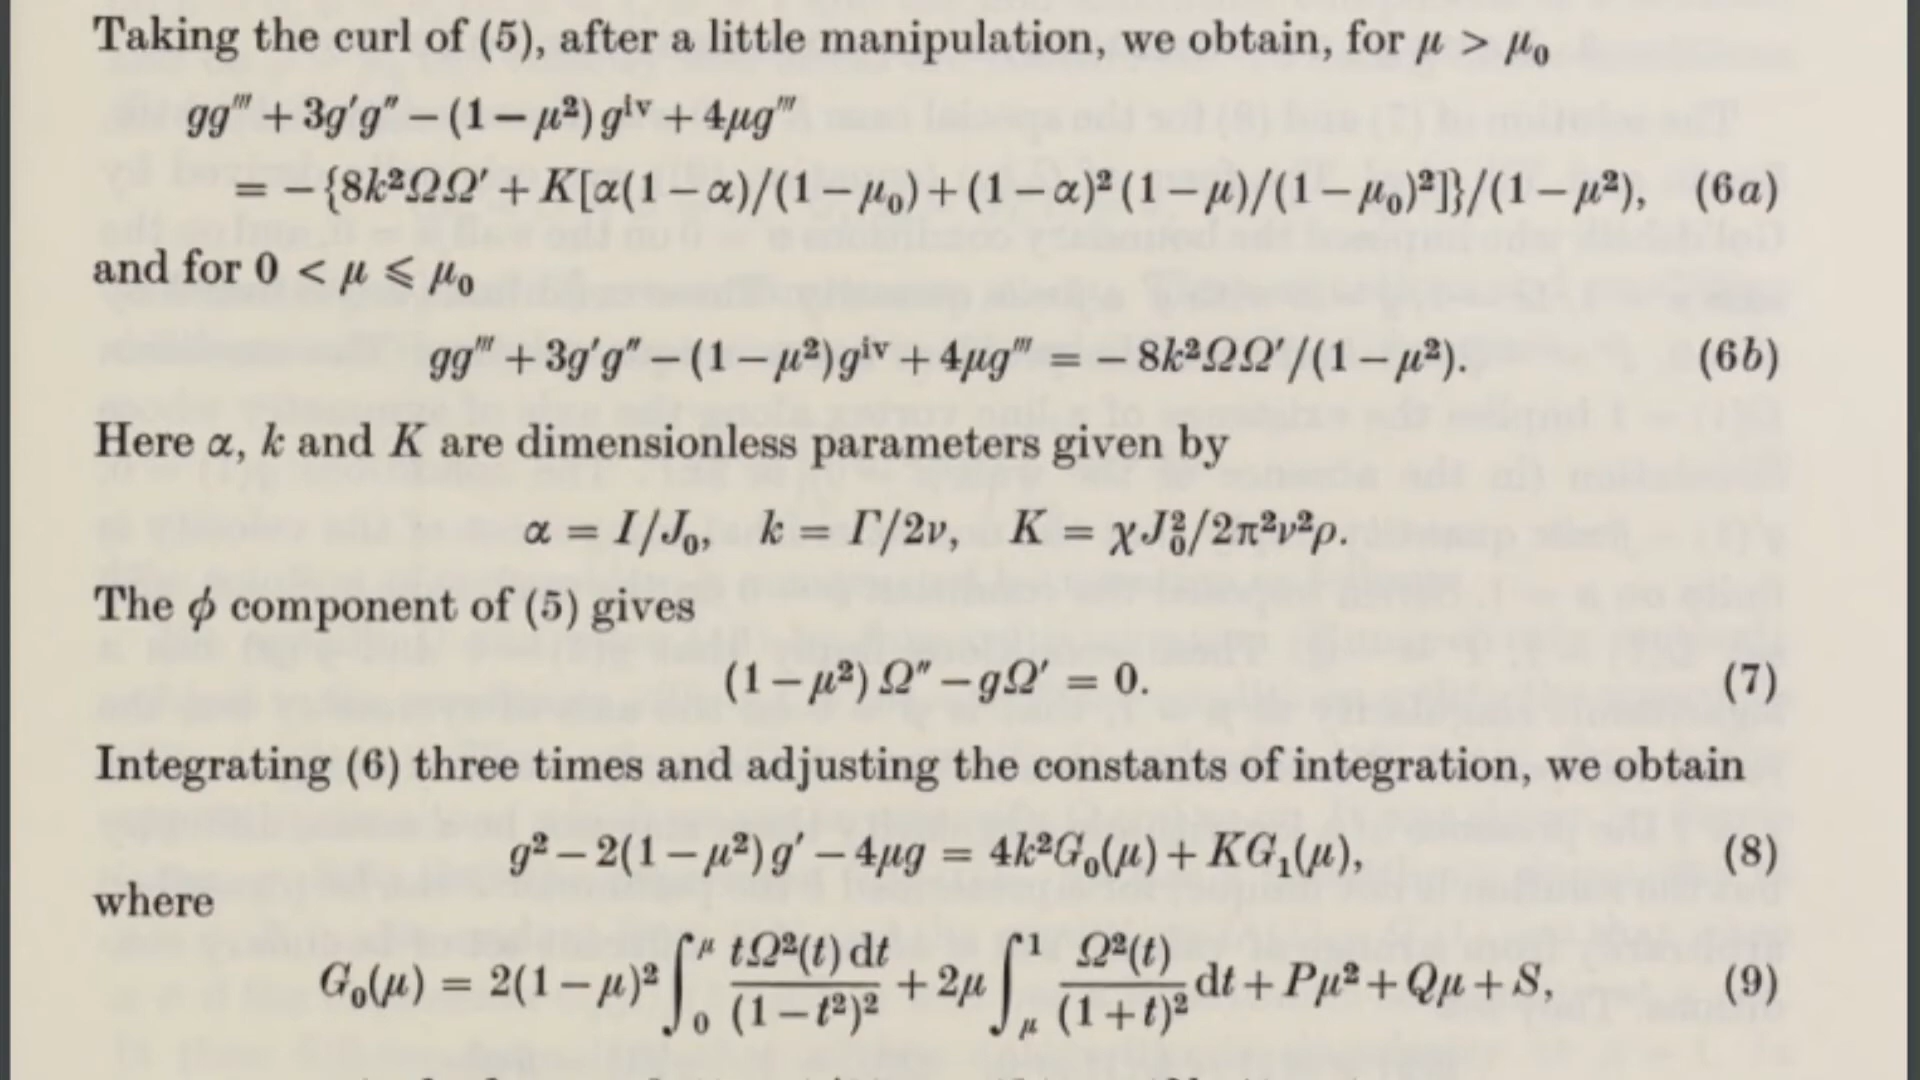 Taking the curl of (5), after a little manipulation, we obtain, for μ > μ₀
gg‴ + 3g′g″ − (1 − μ²) gⁱᵛ + 4μg‴
= − {8k²ΩΩ′ + K[α(1 − α)/(1 − μ₀) + (1 − α)² (1 − μ)/(1 − μ₀)²]}/(1 − μ²), (6a)
and for 0 < μ ⩽ μ₀
gg‴ + 3g′g″ − (1 − μ²)gⁱᵛ + 4μg‴ = − 8k²ΩΩ′/(1 − μ²). (6b)
Here α, k and K are dimensionless parameters given by
α = I/J₀, k = Γ/2ν, K = χJ₀²/2π²ν²ρ.
The ϕ component of (5) gives
(1 − μ²) Ω″ − gΩ′ = 0. (7)
Integrating (6) three times and adjusting the constants of integration, we obtain
g² − 2(1 − μ²)g′ − 4μg = 4k²G₀(μ) + KG₁(μ), (8)
where
G₀(μ) = 2(1 − μ)² ∫₀^μ tΩ²(t) dt/(1 − t²)² + 2μ ∫_μ^1 Ω²(t)/(1 + t)² dt + Pμ² + Qμ + S, (9)